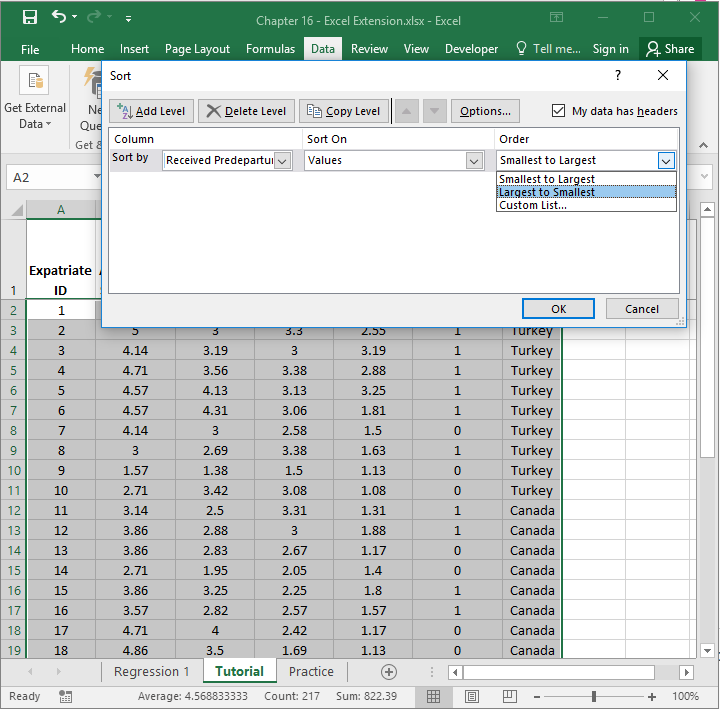 Chapter 16 - Excel Extension.xlsx - Excel
File Home Insert Page Layout Formulas Data Review View Developer Tell me... Sign in Share
Sort ?
Get External
Data
Add Level Delete Level Copy Level Options... My data has headers
Column Sort On Order
Sort by Received Predepartu Values Smallest to Largest
Smallest to Largest
Largest to Smallest
Custom List...
OK Cancel
A2
A
Expatriate
1 ID
2 1
3 2 5 3 3.3 2.55 1 Turkey
4 3 4.14 3.19 3 3.19 1 Turkey
5 4 4.71 3.56 3.38 2.88 1 Turkey
6 5 4.57 4.13 3.13 3.25 1 Turkey
7 6 4.57 4.31 3.06 1.81 1 Turkey
8 7 4.14 3 2.58 1.5 0 Turkey
9 8 3 2.69 3.38 1.63 1 Turkey
10 9 1.57 1.38 1.5 1.13 0 Turkey
11 10 2.71 3.42 3.08 1.08 0 Turkey
12 11 3.14 2.5 3.31 1.31 1 Canada
13 12 3.86 2.88 3 1.88 1 Canada
14 13 3.86 2.83 2.67 1.17 0 Canada
15 14 2.71 1.95 2.05 1.4 0 Canada
16 15 3.86 3.25 2.25 1.8 1 Canada
17 16 3.57 2.82 2.57 1.57 1 Canada
18 17 4.71 4 2.42 1.17 0 Canada
19 18 4.86 3.5 1.69 1.13 0 Canada
Regression 1 Tutorial Practice
Ready Average: 4.568833333 Count: 217 Sum: 822.39 100%